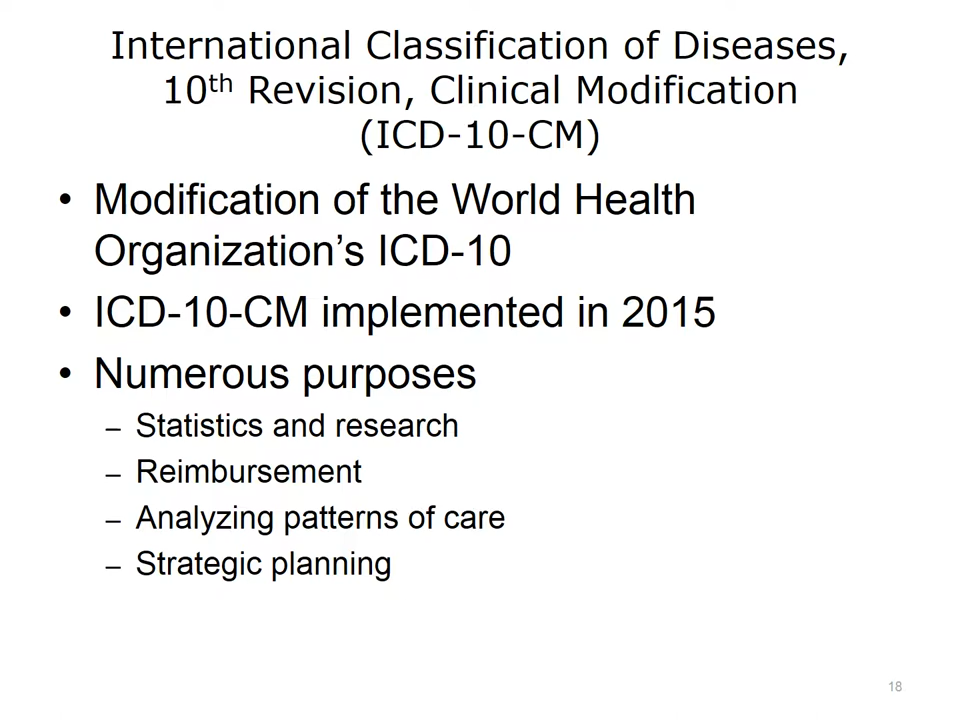 International Classification of Diseases,
10th Revision, Clinical Modification
(ICD-10-CM)
• Modification of the World Health
Organization's ICD-10
• ICD-10-CM implemented in 2015
• Numerous purposes
– Statistics and research
– Reimbursement
– Analyzing patterns of care
– Strategic planning
18